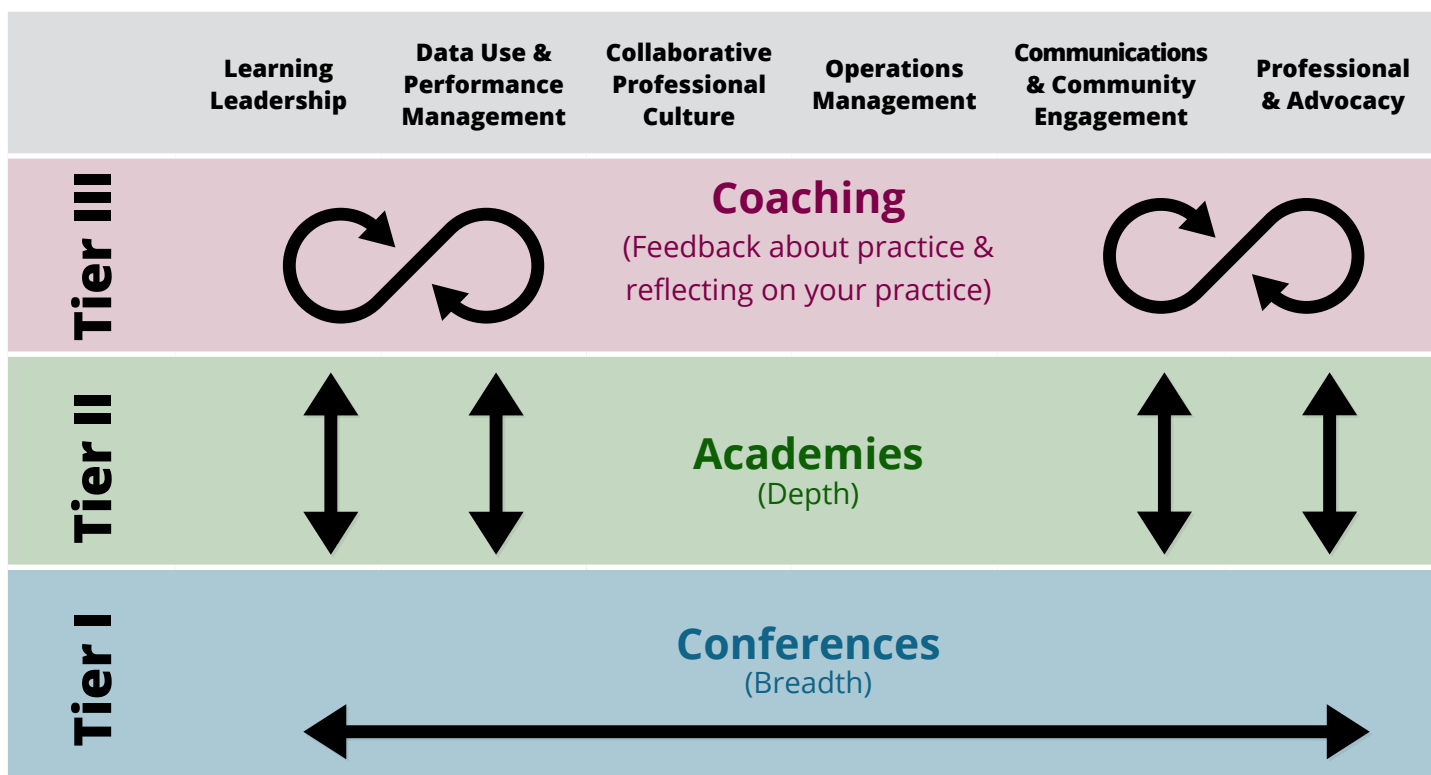 Learning
Leadership
Data Use &
Performance
Management
Collaborative
Professional
Culture
Operations
Management
Communications
& Community
Engagement
Professional
& Advocacy
Tier III
Coaching
(Feedback about practice &
reflecting on your practice)
Tier II
Academies
(Depth)
Tier I
Conferences
(Breadth)